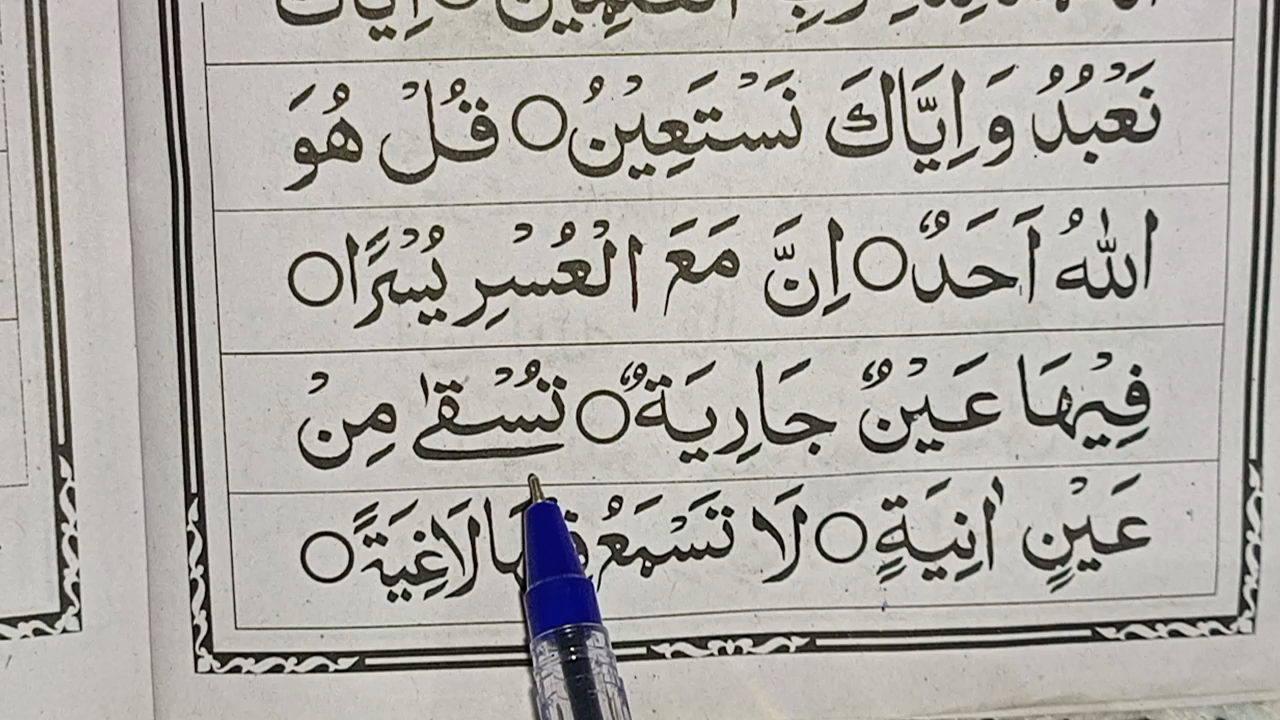 نَعْبُدُ وَ اِيَّاكَ نَسْتَعِيْنُ○ قُلْ هُوَ
اللّٰهُ اَحَدٌ○ اِنَّ مَعَ الْعُسْرِ يُسْرًا○
فِيْهَا عَيْنٌ جَارِيَةٌ○ تُسْقٰى مِنْ
عَيْنٍ اٰنِيَةٍ○ لَا تَسْمَعُ فِيْهَا لَاغِيَةً○